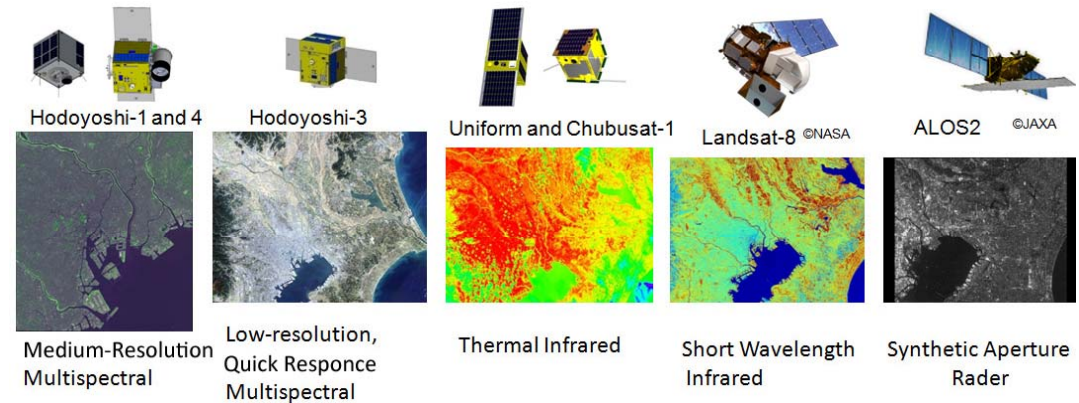 Hodoyoshi-1 and 4
Hodoyoshi-3
Uniform and Chubusat-1
Landsat-8 ©NASA
ALOS2 ©JAXA
Medium-Resolution
Multispectral
Low-resolution,
Quick Responce
Multispectral
Thermal Infrared
Short Wavelength
Infrared
Synthetic Aperture
Rader